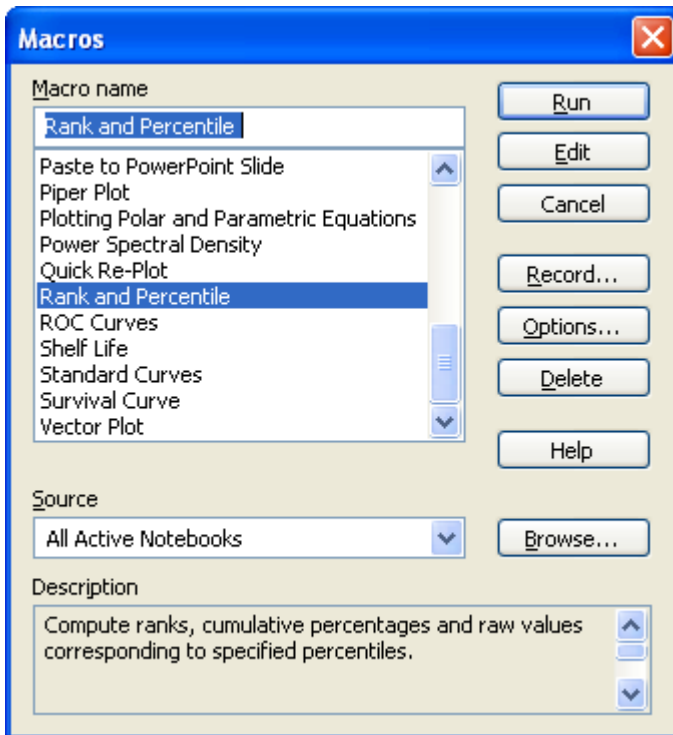 Macros
Macro name
Rank and Percentile
Paste to PowerPoint Slide
Piper Plot
Plotting Polar and Parametric Equations
Power Spectral Density
Quick Re-Plot
Rank and Percentile
ROC Curves
Shelf Life
Standard Curves
Survival Curve
Vector Plot
Run
Edit
Cancel
Record...
Options...
Delete
Help
Source
All Active Notebooks
Browse...
Description
Compute ranks, cumulative percentages and raw values
corresponding to specified percentiles.